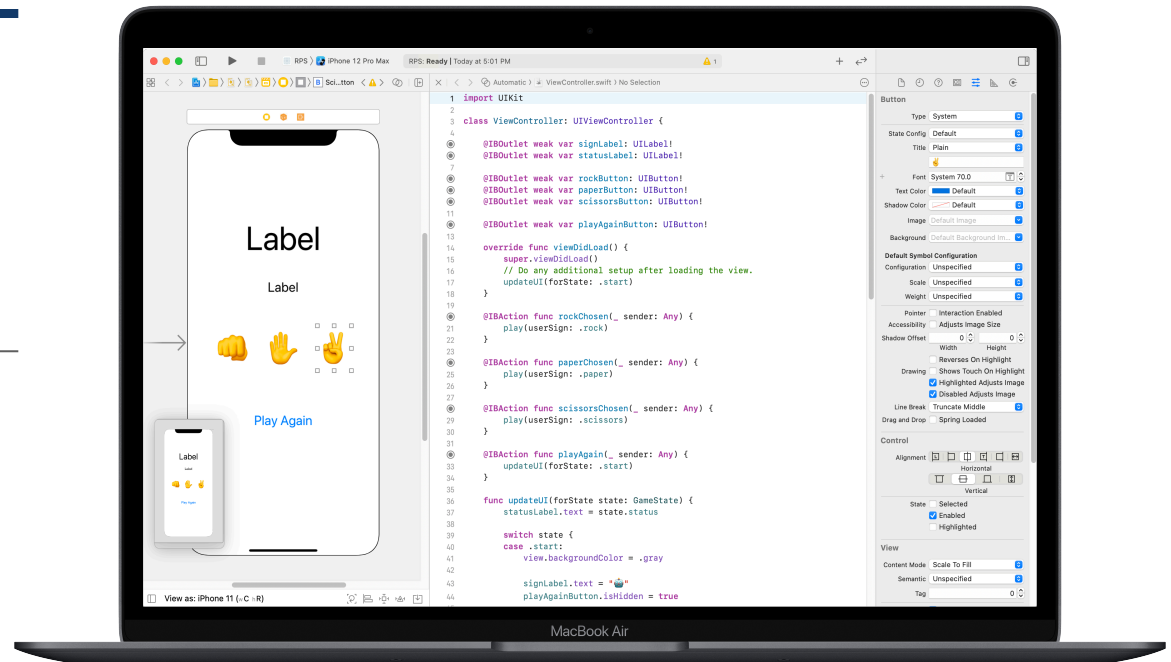 RPS 〉 iPhone 12 Pro Max
RPS: Ready | Today at 5:01 PM
1
Sci...tton
Automatic 〉 ViewController.swift 〉 No Selection
Label
Label
👊 🖐 ✌️
Play Again
Label
Label
👊 🖐 ✌️
Play Again
View as: iPhone 11 (wC hR)
1 import UIKit
2
3 class ViewController: UIViewController {
4
@IBOutlet weak var signLabel: UILabel!
@IBOutlet weak var statusLabel: UILabel!
7
@IBOutlet weak var rockButton: UIButton!
@IBOutlet weak var paperButton: UIButton!
@IBOutlet weak var scissorsButton: UIButton!
11
@IBOutlet weak var playAgainButton: UIButton!
13
14 override func viewDidLoad() {
15 super.viewDidLoad()
16 // Do any additional setup after loading the view.
17 updateUI(forState: .start)
18 }
19
@IBAction func rockChosen(_ sender: Any) {
21 play(userSign: .rock)
22 }
23
@IBAction func paperChosen(_ sender: Any) {
25 play(userSign: .paper)
26 }
27
@IBAction func scissorsChosen(_ sender: Any) {
29 play(userSign: .scissors)
30 }
31
@IBAction func playAgain(_ sender: Any) {
33 updateUI(forState: .start)
34 }
35
36 func updateUI(forState state: GameState) {
37 statusLabel.text = state.status
38
39 switch state {
40 case .start:
41 view.backgroundColor = .gray
42
43 signLabel.text = "🤖"
44 playAgainButton.isHidden = true
Button
Type System
State Config Default
Title Plain
✌️
Font System 70.0
Text Color Default
Shadow Color Default
Image Default Image
Background Default Background Im...
Default Symbol Configuration
Configuration Unspecified
Scale Unspecified
Weight Unspecified
Pointer Interaction Enabled
Accessibility Adjusts Image Size
Shadow Offset 0 0
Width Height
Reverses On Highlight
Drawing Shows Touch On Highlight
Highlighted Adjusts Image
Disabled Adjusts Image
Line Break Truncate Middle
Drag and Drop Spring Loaded
Control
Alignment
Horizontal
Vertical
State Selected
Enabled
Highlighted
View
Content Mode Scale To Fill
Semantic Unspecified
Tag 0
MacBook Air